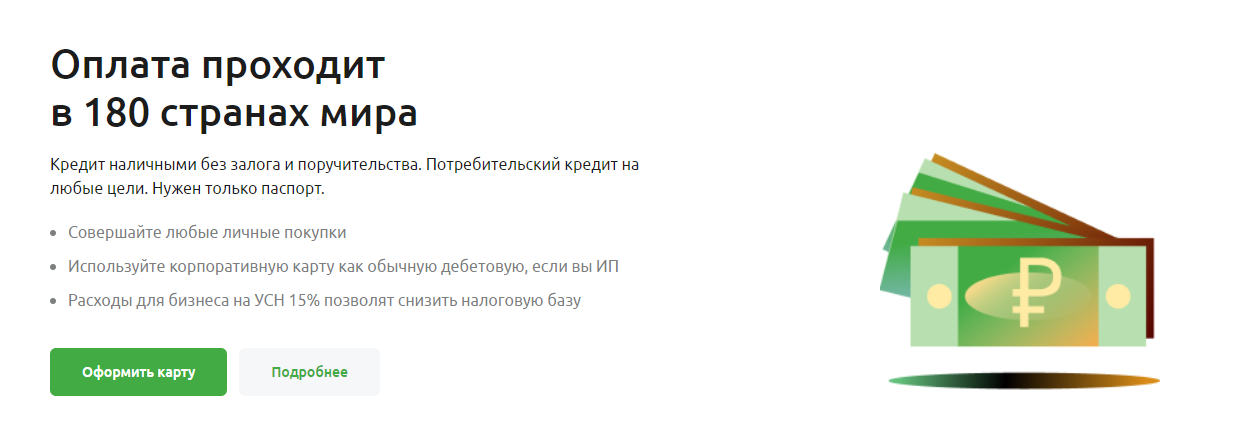 Оплата проходит
в 180 странах мира
Кредит наличными без залога и поручительства. Потребительский кредит на
любые цели. Нужен только паспорт.
Совершайте любые личные покупки
Используйте корпоративную карту как обычную дебетовую, если вы ИП
Расходы для бизнеса на УСН 15% позволят снизить налоговую базу
Оформить карту
Подробнее
₽